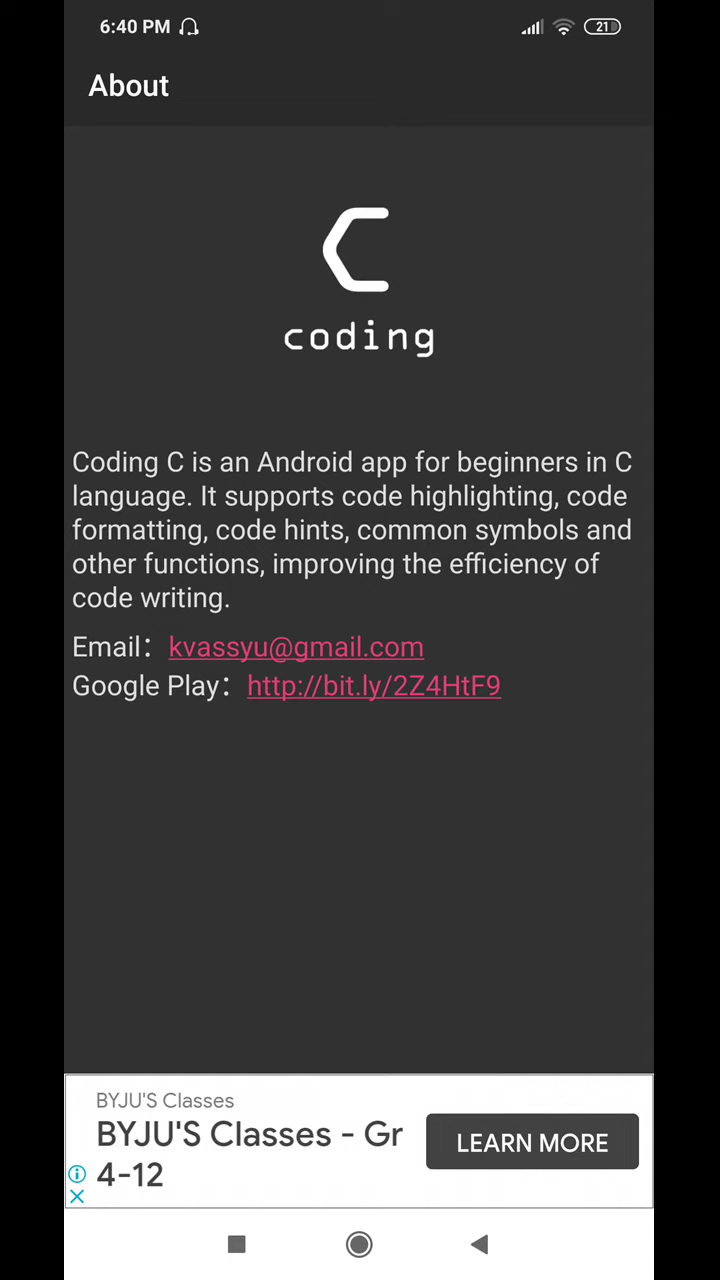 6:40 PM
21
About
coding
Coding C is an Android app for beginners in C
language. It supports code highlighting, code
formatting, code hints, common symbols and
other functions, improving the efficiency of
code writing.
Email： kvassyu@gmail.com
Google Play： http://bit.ly/2Z4HtF9
BYJU'S Classes
BYJU'S Classes - Gr
4-12
LEARN MORE